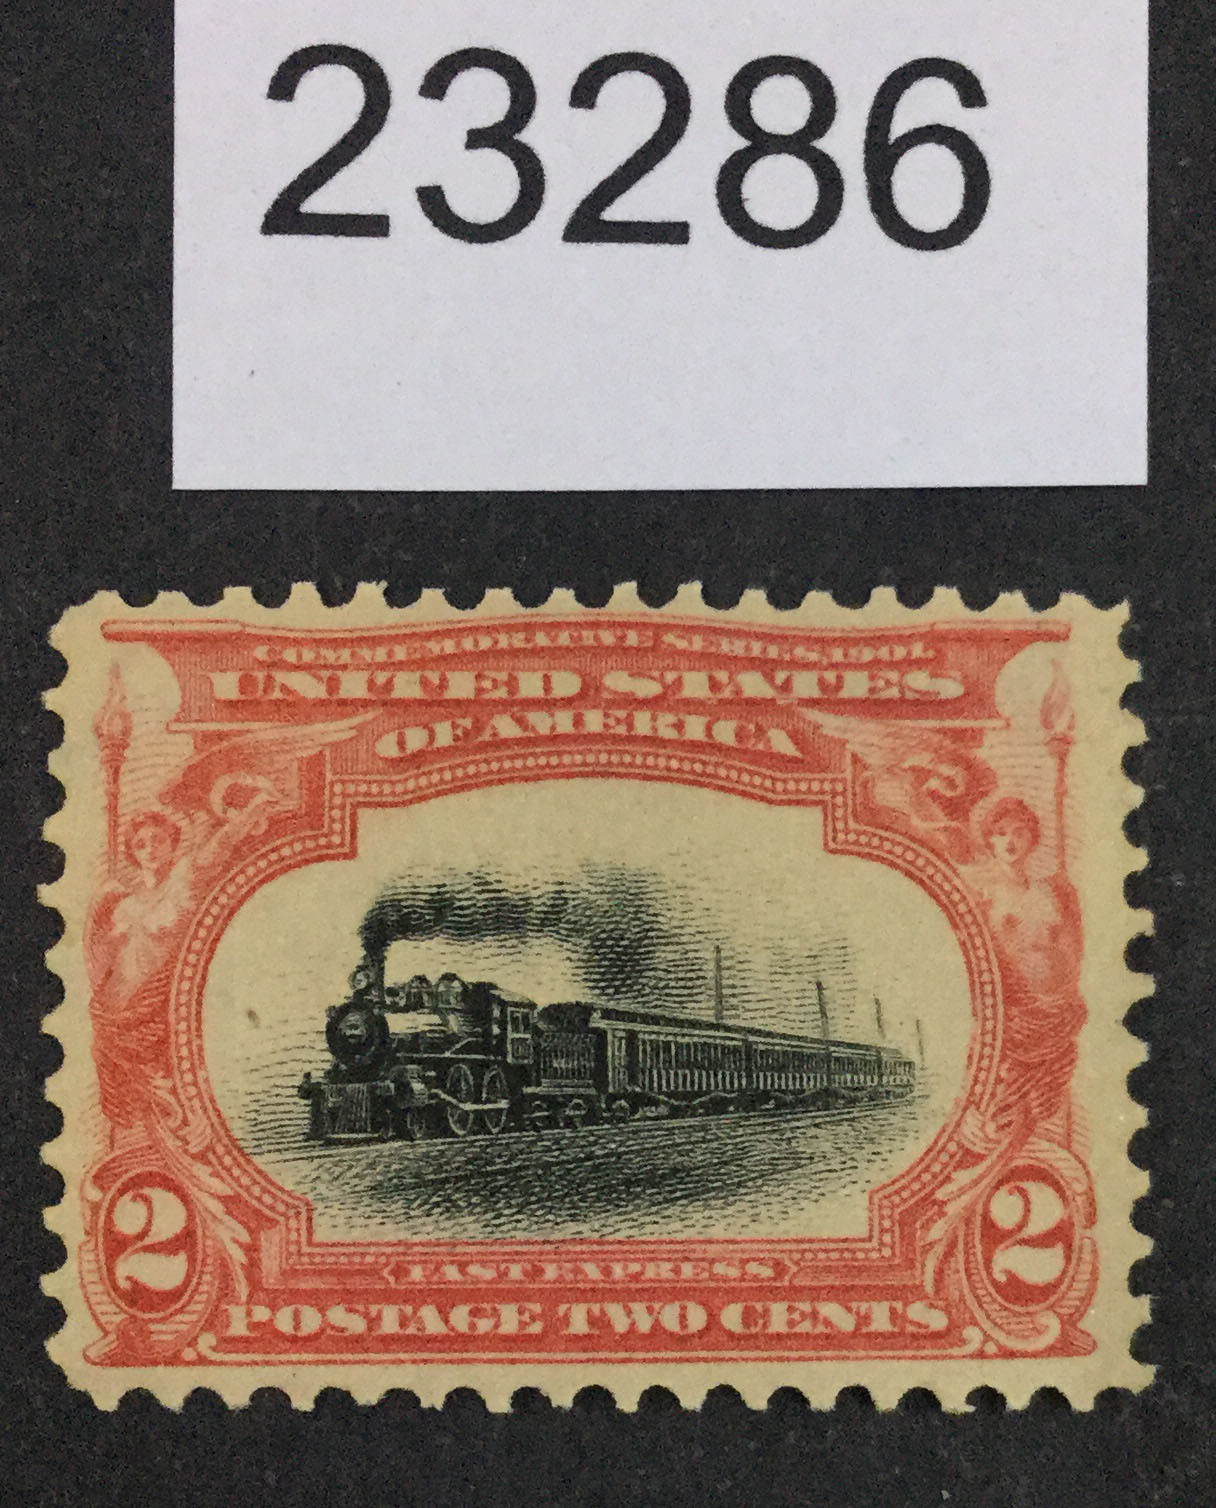 23286
COMMEMORATIVE SERIES, 1901.
UNITED STATES
OF AMERICA
2 2
FAST EXPRESS
POSTAGE TWO CENTS